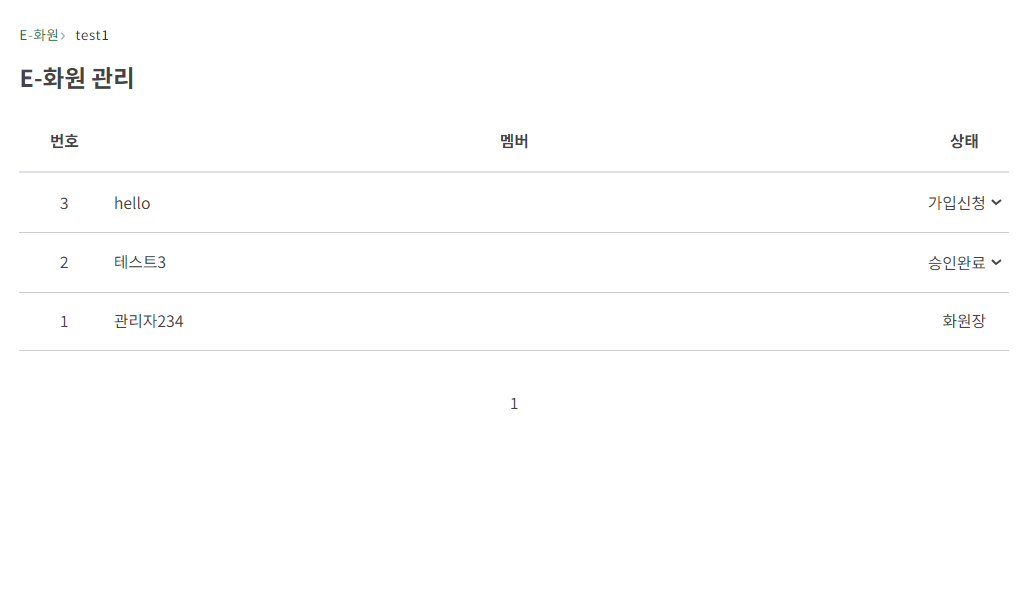 E-화원› test1
E-화원 관리
번호 멤버 상태
3 hello 가입신청
2 테스트3 승인완료
1 관리자234 화원장
1